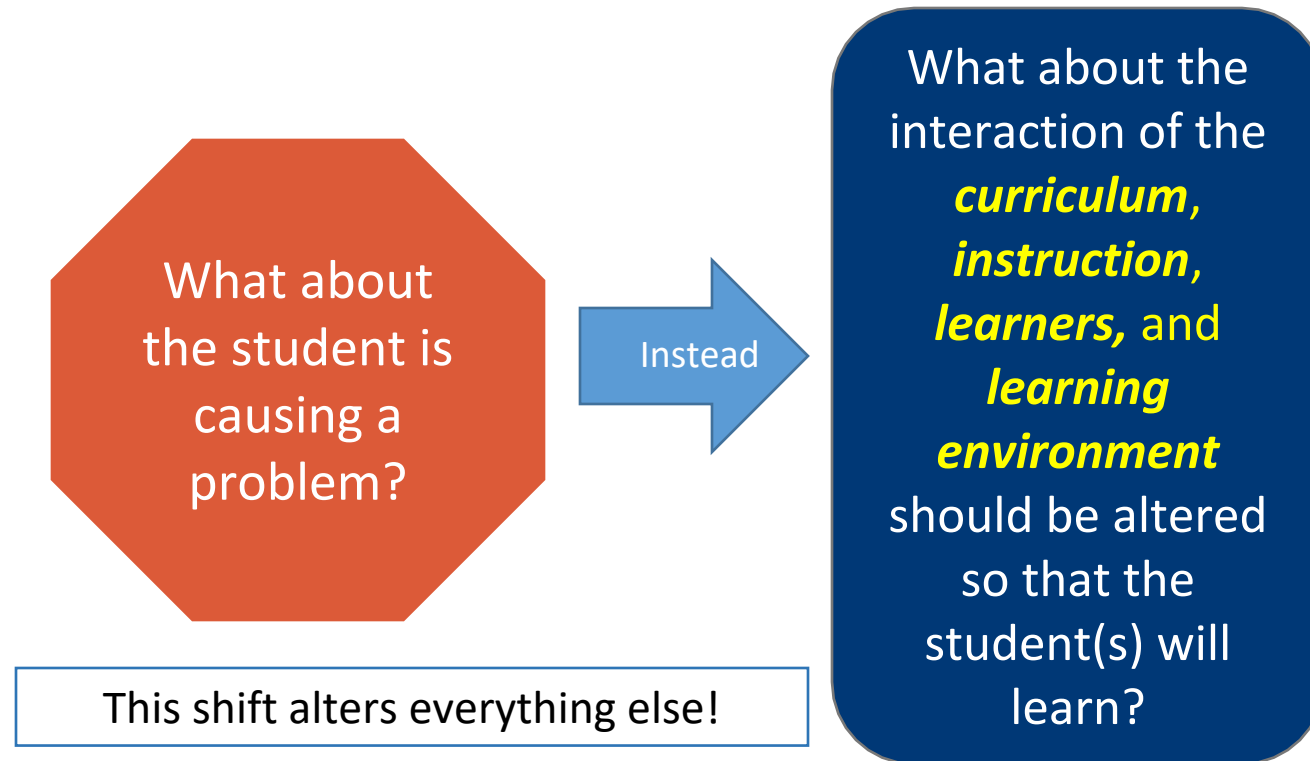 What about
the student is
causing a
problem?
Instead
What about the
interaction of the
curriculum,
instruction,
learners, and
learning
environment
should be altered
so that the
student(s) will
learn?
This shift alters everything else!